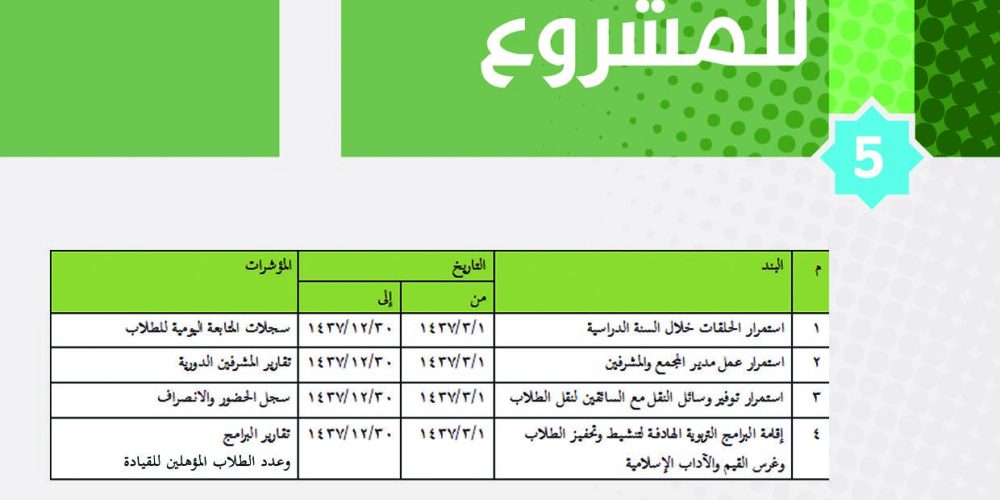 للمشروع
5
م البند التاريخ المؤشرات
من إلى
١ استمرار الحلقات خلال السنة الدراسية ١٤٣٧/٣/١ ١٤٣٧/١٢/٣٠ سجلات المتابعة اليومية للطلاب
٢ استمرار عمل مدير المجمع والمشرفين ١٤٣٧/٣/١ ١٤٣٧/١٢/٣٠ تقارير المشرفين الدورية
٣ استمرار توفير وسائل النقل مع السائقين لنقل الطلاب ١٤٣٧/٣/١ ١٤٣٧/١٢/٣٠ سجل الحضور والانصراف
٤ إقامة البرامج التربوية الهادفة لتنشيط وتحفيز الطلاب ١٤٣٧/٣/١ ١٤٣٧/١٢/٣٠ تقارير البرامج
وغرس القيم والآداب الإسلامية وعدد الطلاب المؤهلين للقيادة